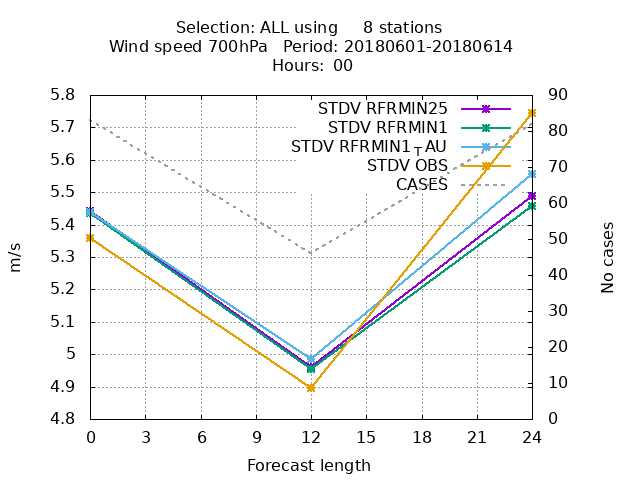 Selection: ALL using     8 stations
Wind speed 700hPa   Period: 20180601-20180614
Hours:  00
5.8
5.7
5.6
5.5
5.4
5.3
5.2
5.1
5
4.9
4.8
m/s
STDV RFRMIN25
STDV RFRMIN1
STDV RFRMIN1_TAU
STDV OBS
CASES
90
80
70
60
50
40
30
20
10
0
No cases
0 3 6 9 12 15 18 21 24
Forecast length